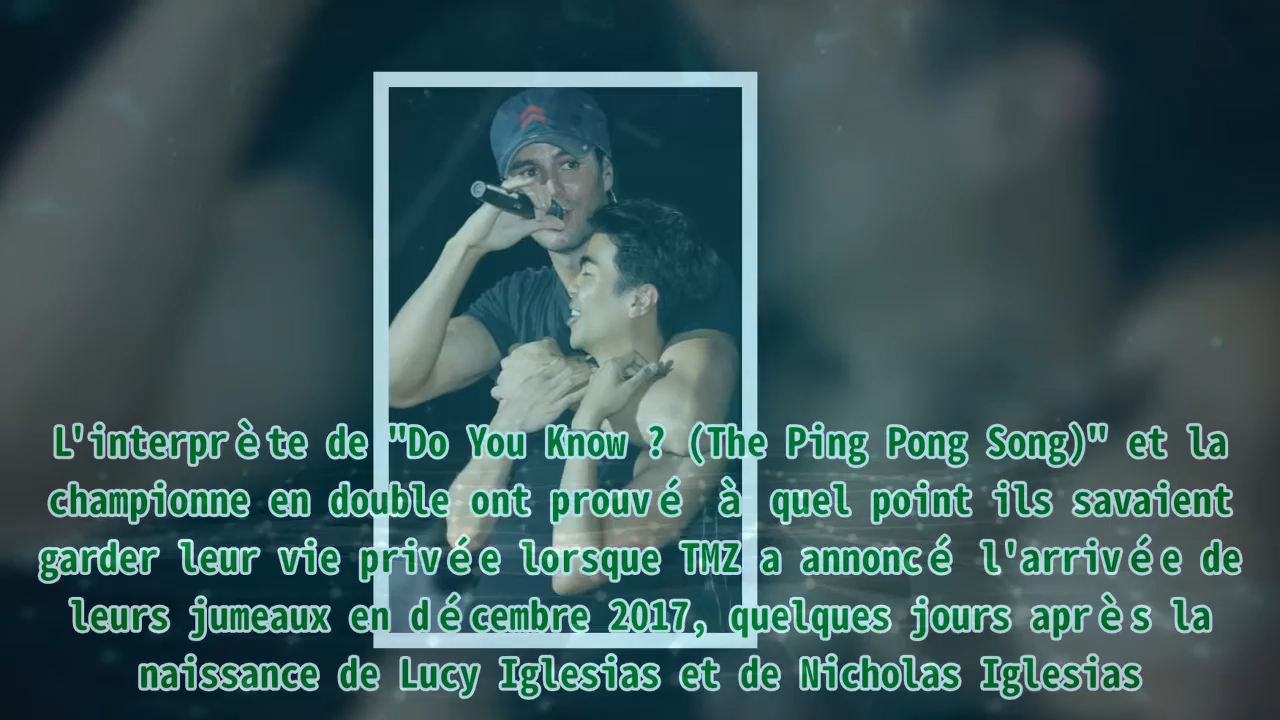 L'interprète de "Do You Know ? (The Ping Pong Song)" et la
championne en double ont prouvé à quel point ils savaient
garder leur vie privée lorsque TMZ a annoncé l'arrivée de
leurs jumeaux en décembre 2017, quelques jours après la
naissance de Lucy Iglesias et de Nicholas Iglesias